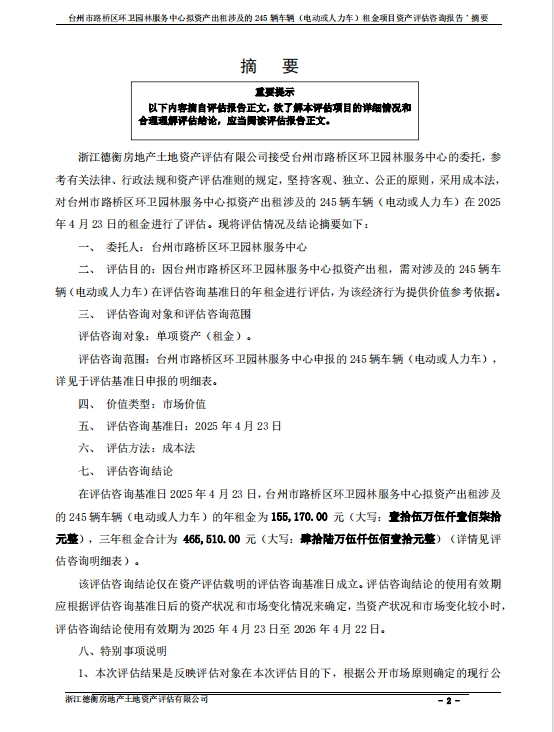 台州市路桥区环卫园林服务中心拟资产出租涉及的 245 辆车辆（电动或人力车）租金项目资产评估咨询报告·摘要
摘 要
重要提示
以下内容摘自评估报告正文，欲了解本评估项目的详细情况和
合理理解评估结论，应当阅读评估报告正文。
浙江德衡房地产土地资产评估有限公司接受台州市路桥区环卫园林服务中心的委托，参
考有关法律、行政法规和资产评估准则的规定，坚持客观、独立、公正的原则，采用成本法，
对台州市路桥区环卫园林服务中心拟资产出租涉及的 245 辆车辆（电动或人力车）在 2025
年 4 月 23 日的租金进行了评估。现将评估情况及结论摘要如下：
一、 委托人：台州市路桥区环卫园林服务中心
二、 评估目的：因台州市路桥区环卫园林服务中心拟资产出租，需对涉及的 245 辆车
辆（电动或人力车）在评估咨询基准日的年租金进行评估，为该经济行为提供价值参考依据。
三、 评估咨询对象和评估咨询范围
评估咨询对象：单项资产（租金）。
评估咨询范围：台州市路桥区环卫园林服务中心申报的 245 辆车辆（电动或人力车），
详见于评估基准日申报的明细表。
四、 价值类型：市场价值
五、 评估咨询基准日：2025 年 4 月 23 日
六、 评估方法：成本法
七、 评估咨询结论
在评估咨询基准日 2025 年 4 月 23 日，台州市路桥区环卫园林服务中心拟资产出租涉及
的 245 辆车辆（电动或人力车）的年租金为 155,170.00 元（大写：壹拾伍万伍仟壹佰柒拾
元整），三年租金合计为 465,510.00 元（大写：肆拾陆万伍仟伍佰壹拾元整）（详情见评
估咨询明细表）。
该评估咨询结论仅在资产评估载明的评估咨询基准日成立。评估咨询结论的使用有效期
应根据评估咨询基准日后的资产状况和市场变化情况来确定，当资产状况和市场变化较小时，
评估咨询结论使用有效期为 2025 年 4 月 23 日至 2026 年 4 月 22 日。
八、特别事项说明
1、本次评估结果是反映评估对象在本次评估目的下，根据公开市场原则确定的现行公
浙江德衡房地产土地资产评估有限公司
- 2 -